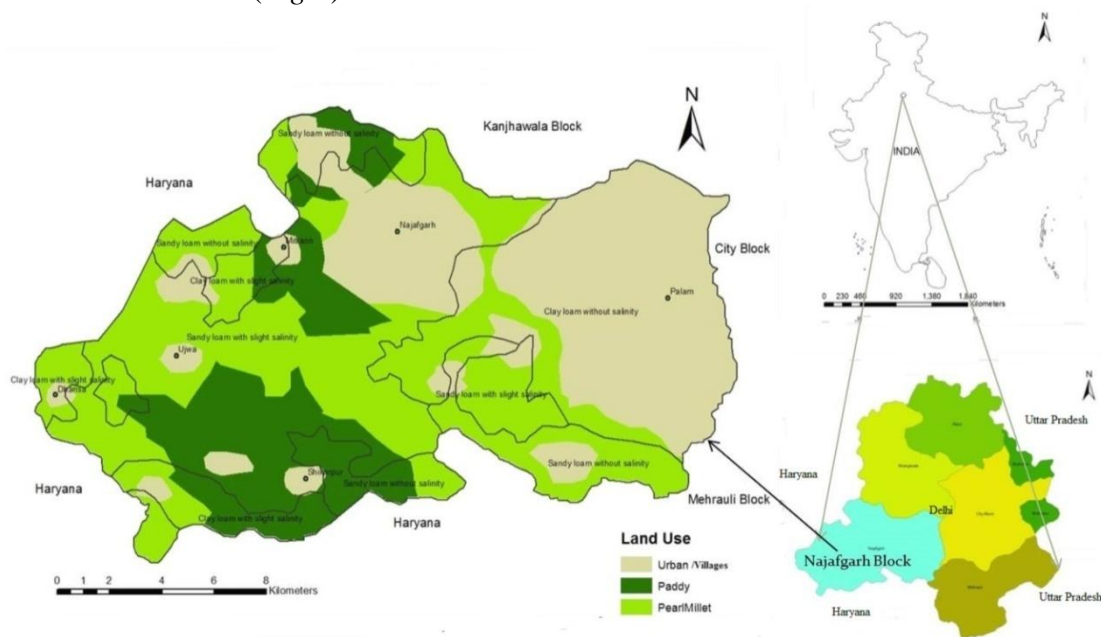 N
Kanjhawala Block
Sandy loam without salinity
Haryana
Najafgarh
City Block
Sandy loam without salinity
Clay loam with slight salinity
Palam
Clay loam without salinity
Sandy loam with slight salinity
Ujwa
Clay loam with slight salinity
Sandy loam with slight salinity
Sandy loam without salinity
Shikarpur
Sandy loam without salinity
Haryana
Mehrauli Block
Clay loam with slight salinity
Haryana
Land Use
Urban /Villages
Paddy
PearlMillet
0 1 2 4 6 8
Kilometers
N
INDIA
0 230 460 920 1,380 1,840
Kilometers
N
Uttar Pradesh
Haryana
Delhi
City Block
Najafgarh Block
Uttar Pradesh
Haryana